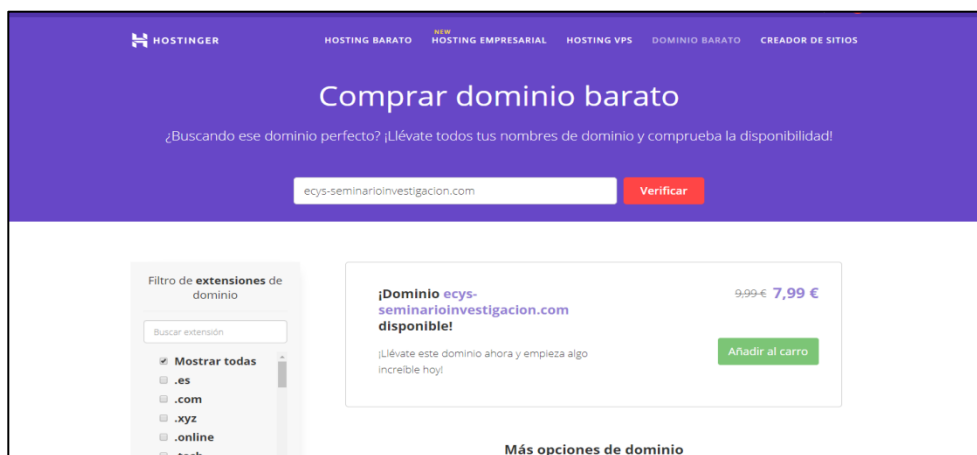 HOSTINGER
HOSTING BARATO
NEW
HOSTING EMPRESARIAL
HOSTING VPS
DOMINIO BARATO
CREADOR DE SITIOS
Comprar dominio barato
¿Buscando ese dominio perfecto? ¡Llévate todos tus nombres de dominio y comprueba la disponibilidad!
ecys-seminarioinvestigacion.com
Verificar
Filtro de extensiones de
dominio
Buscar extensión
Mostrar todas
.es
.com
.xyz
.online
.tech
¡Dominio ecys-
seminarioinvestigacion.com
disponible!
¡Llévate este dominio ahora y empieza algo
increíble hoy!
9,99 € 7,99 €
Añadir al carro
Más opciones de dominio